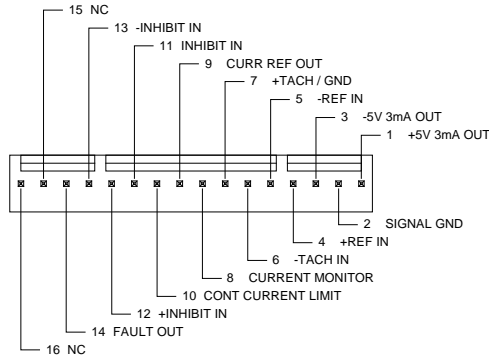 15 NC
13 -INHIBIT IN
11 INHIBIT IN
9 CURR REF OUT
7 +TACH / GND
5 -REF IN
3 -5V 3mA OUT
1 +5V 3mA OUT
2 SIGNAL GND
4 +REF IN
6 -TACH IN
8 CURRENT MONITOR
10 CONT CURRENT LIMIT
12 +INHIBIT IN
14 FAULT OUT
16 NC